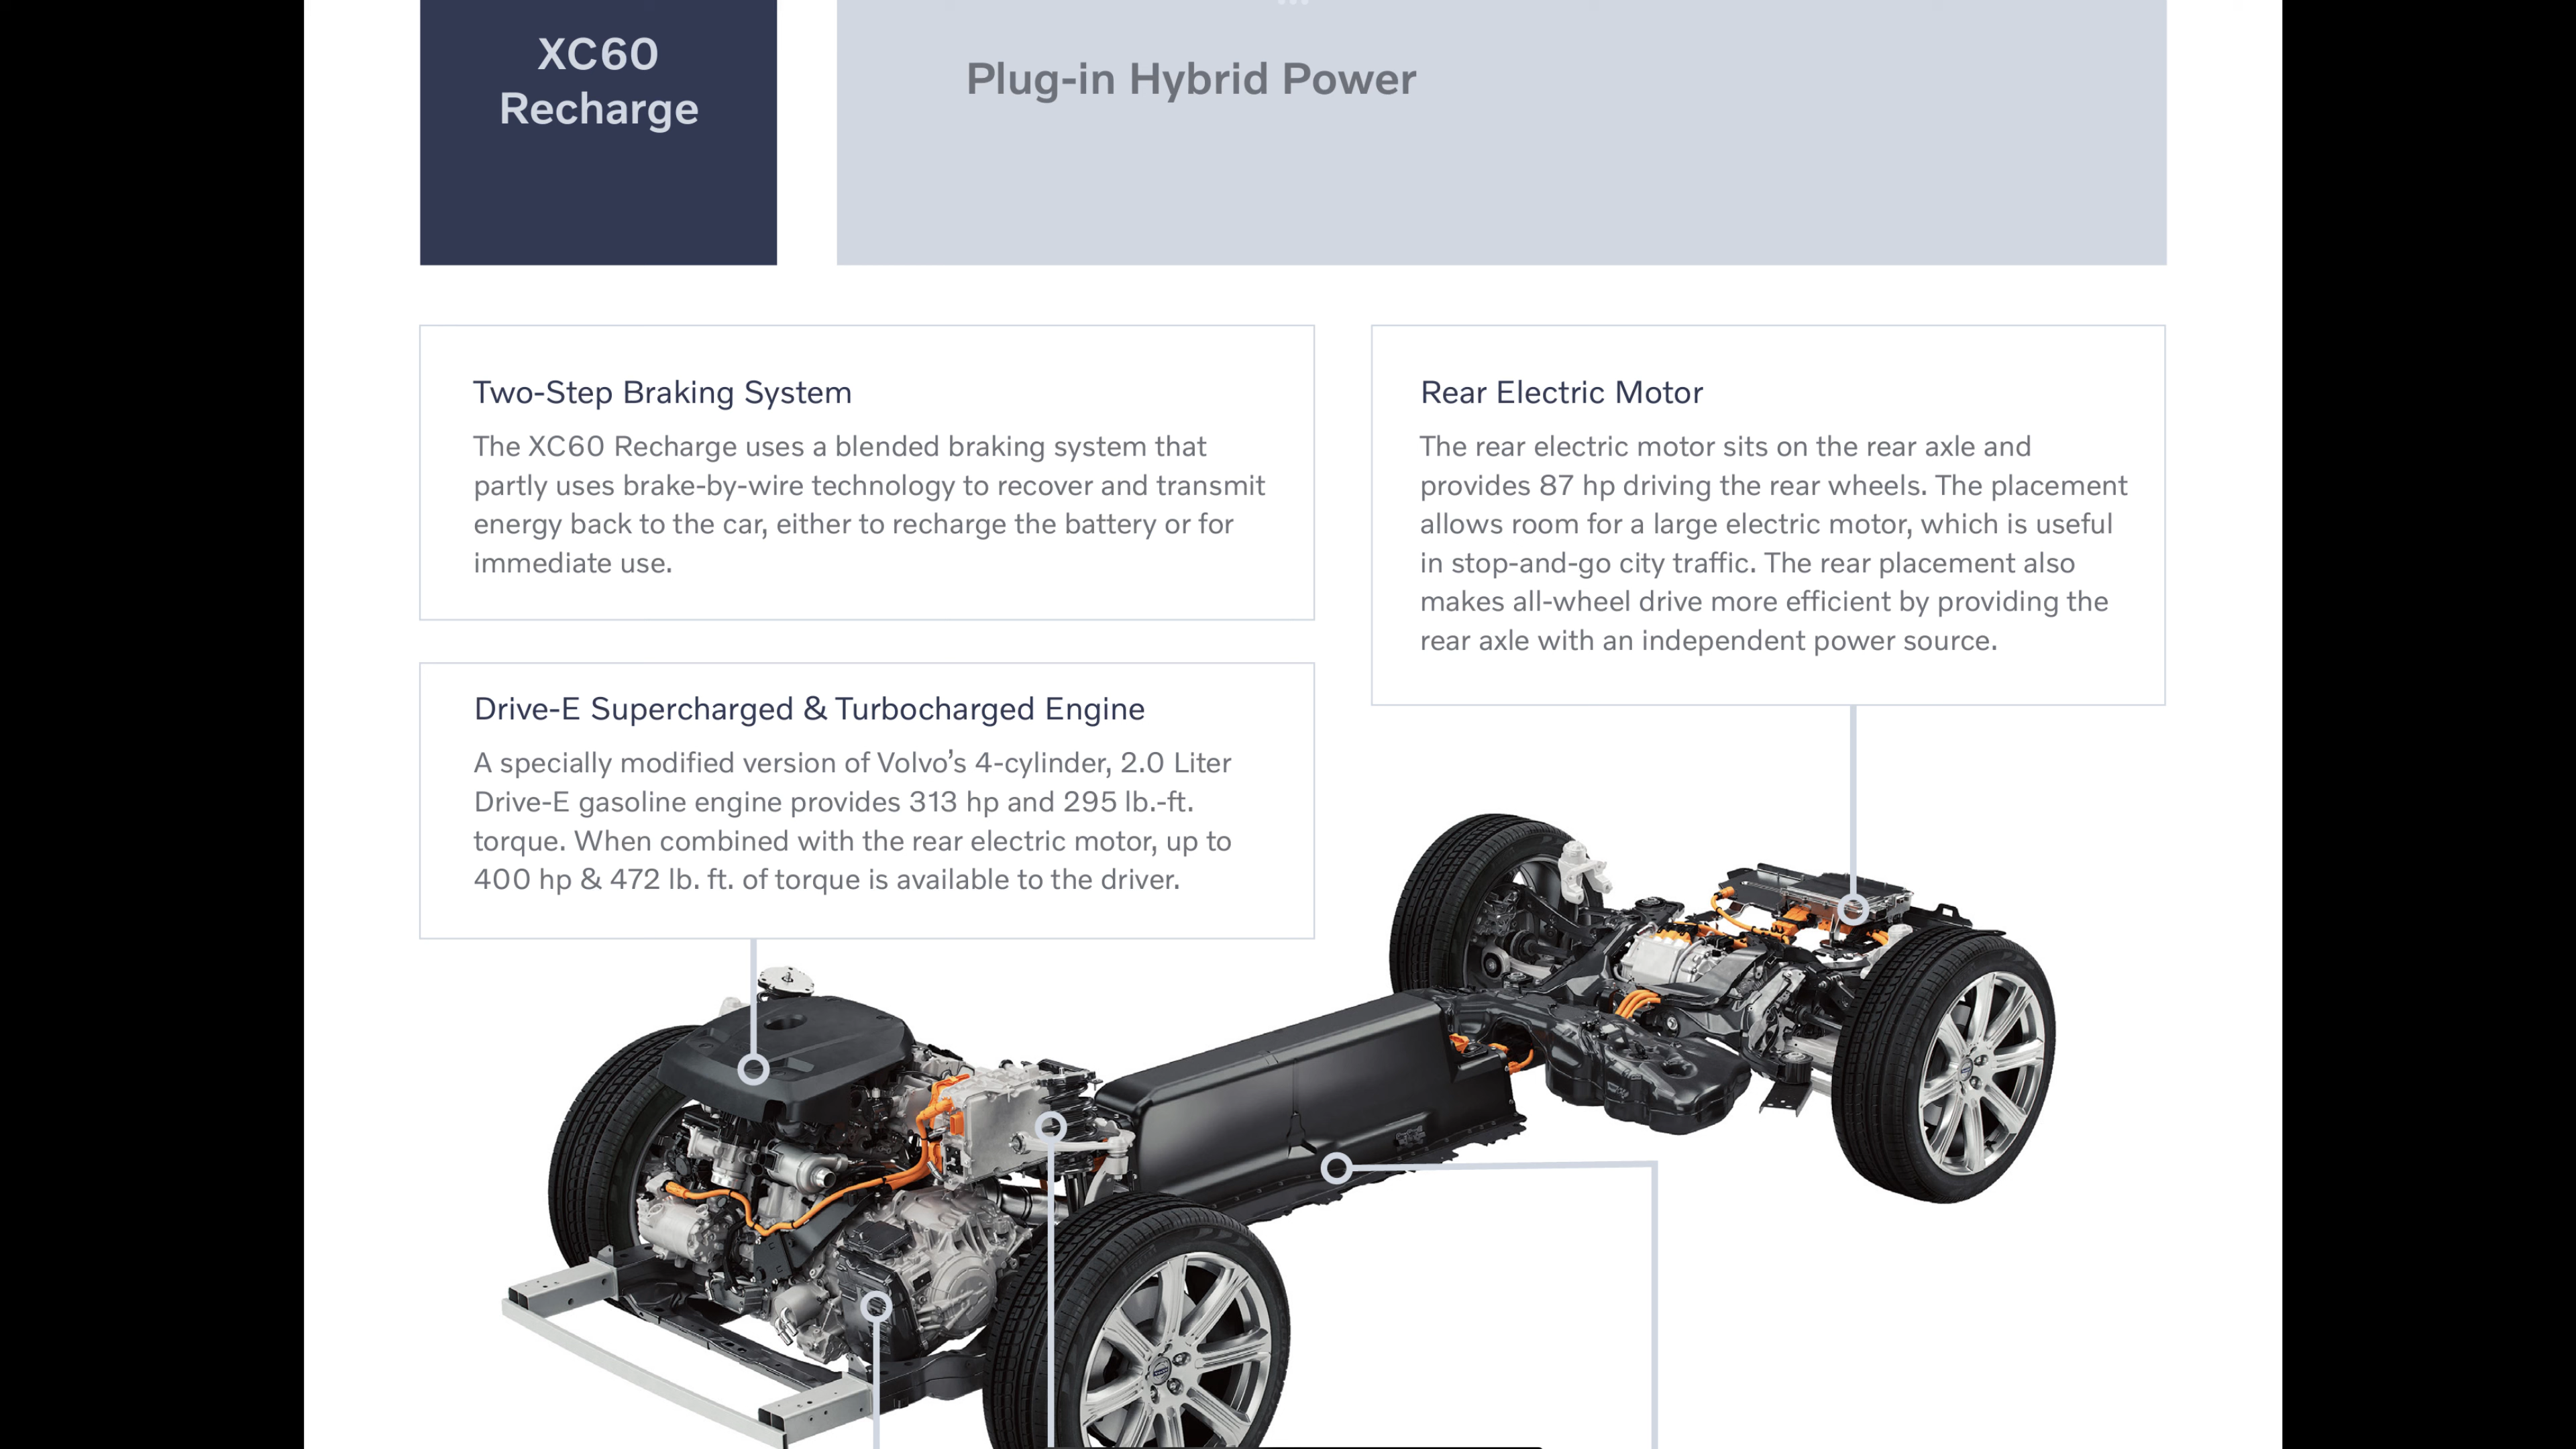 XC60
Recharge
Plug-in Hybrid Power
Two-Step Braking System
The XC60 Recharge uses a blended braking system that
partly uses brake-by-wire technology to recover and transmit
energy back to the car, either to recharge the battery or for
immediate use.
Rear Electric Motor
The rear electric motor sits on the rear axle and
provides 87 hp driving the rear wheels. The placement
allows room for a large electric motor, which is useful
in stop-and-go city traffic. The rear placement also
makes all-wheel drive more efficient by providing the
rear axle with an independent power source.
Drive-E Supercharged & Turbocharged Engine
A specially modified version of Volvo’s 4-cylinder, 2.0 Liter
Drive-E gasoline engine provides 313 hp and 295 lb.-ft.
torque. When combined with the rear electric motor, up to
400 hp & 472 lb. ft. of torque is available to the driver.